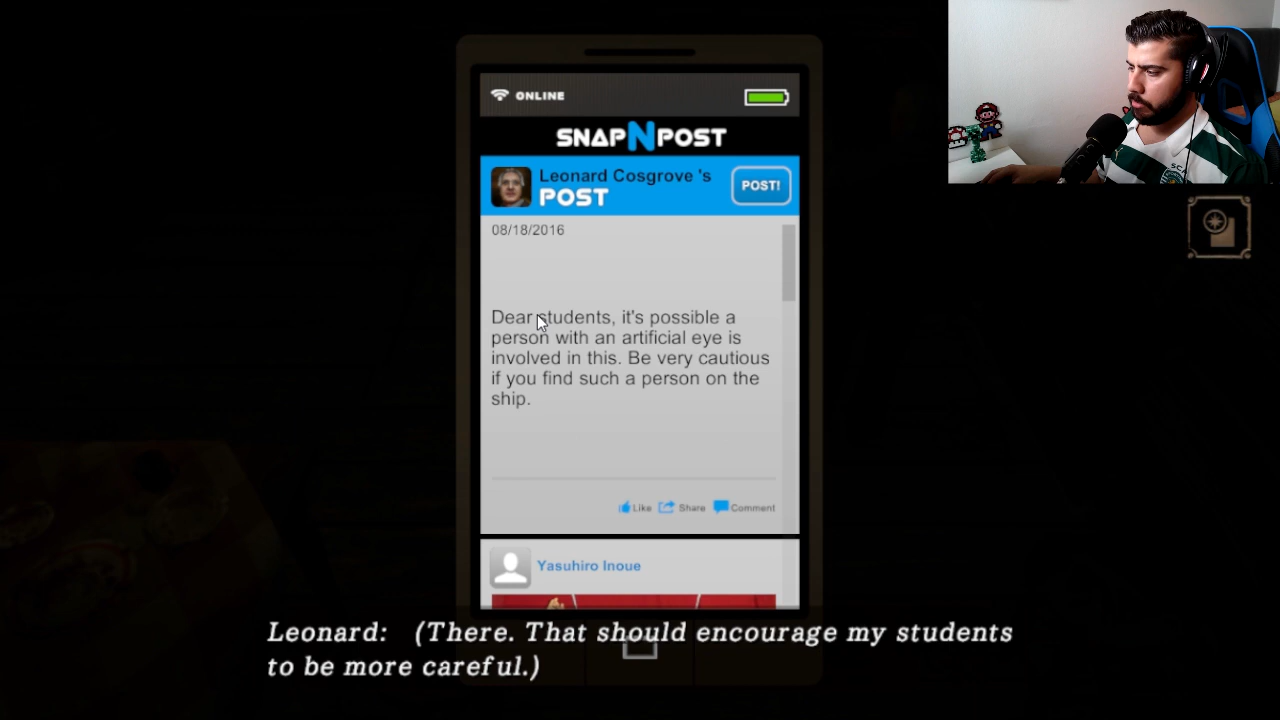 ONLINE
SNAPNPOST
Leonard Cosgrove 's
POST
POST!
08/18/2016
Dear students, it's possible a
person with an artificial eye is
involved in this. Be very cautious
if you find such a person on the
ship.
Like Share Comment
Yasuhiro Inoue
Leonard: (There. That should encourage my students
to be more careful.)